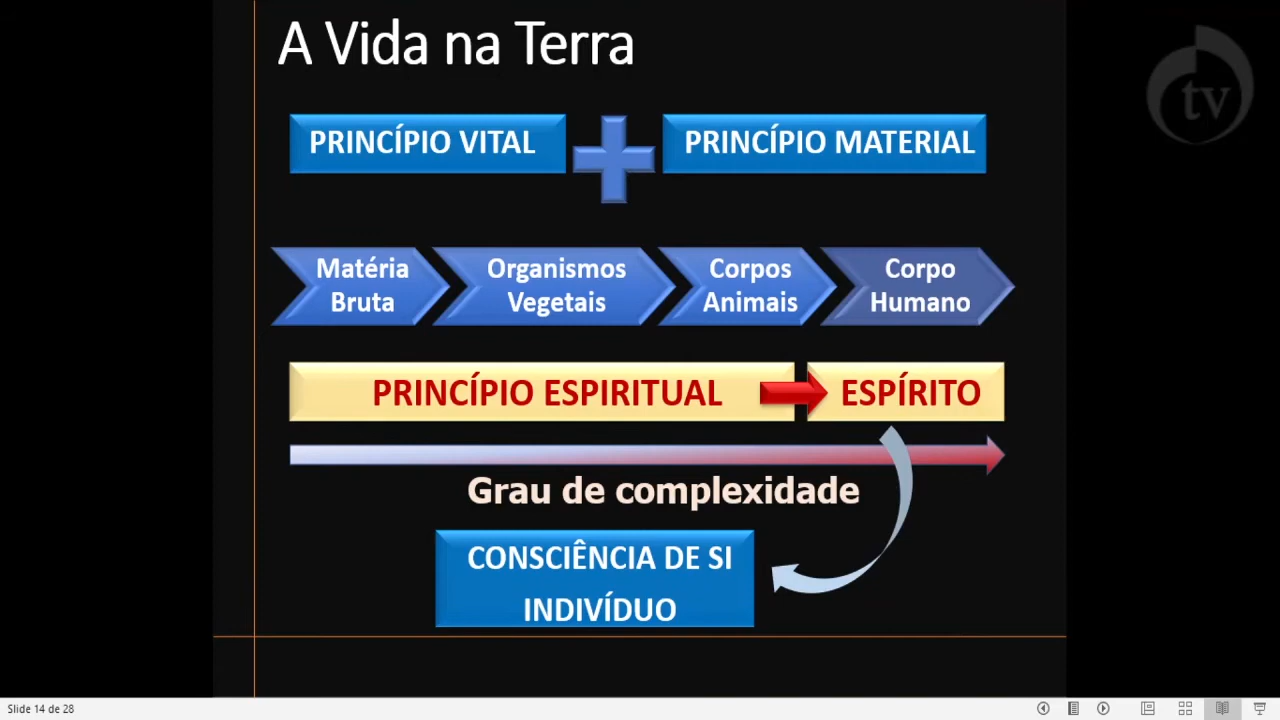 A Vida na Terra
tv
PRINCÍPIO VITAL
PRINCÍPIO MATERIAL
Matéria
Bruta
Organismos
Vegetais
Corpos
Animais
Corpo
Humano
PRINCÍPIO ESPIRITUAL
ESPÍRITO
Grau de complexidade
CONSCIÊNCIA DE SI
INDIVÍDUO
Slide 14 de 28